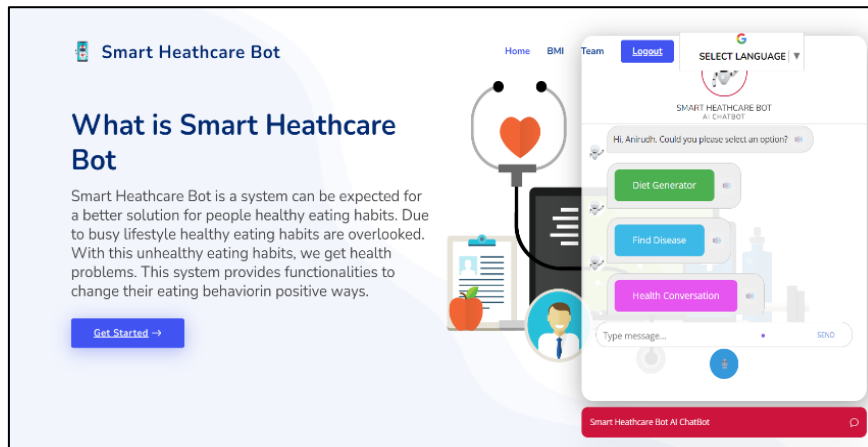 Smart Heathcare Bot
Home BMI Team Logout
SELECT LANGUAGE ▼
What is Smart Heathcare
Bot
Smart Heathcare Bot is a system can be expected for
a better solution for people healthy eating habits. Due
to busy lifestyle healthy eating habits are overlooked.
With this unhealthy eating habits, we get health
problems. This system provides functionalities to
change their eating behaviorin positive ways.
Get Started →
SMART HEATHCARE BOT
AI CHATBOT
Hi, Anirudh. Could you please select an option?
Diet Generator
Find Disease
Health Conversation
Type message...
SEND
Smart Heathcare Bot AI ChatBot